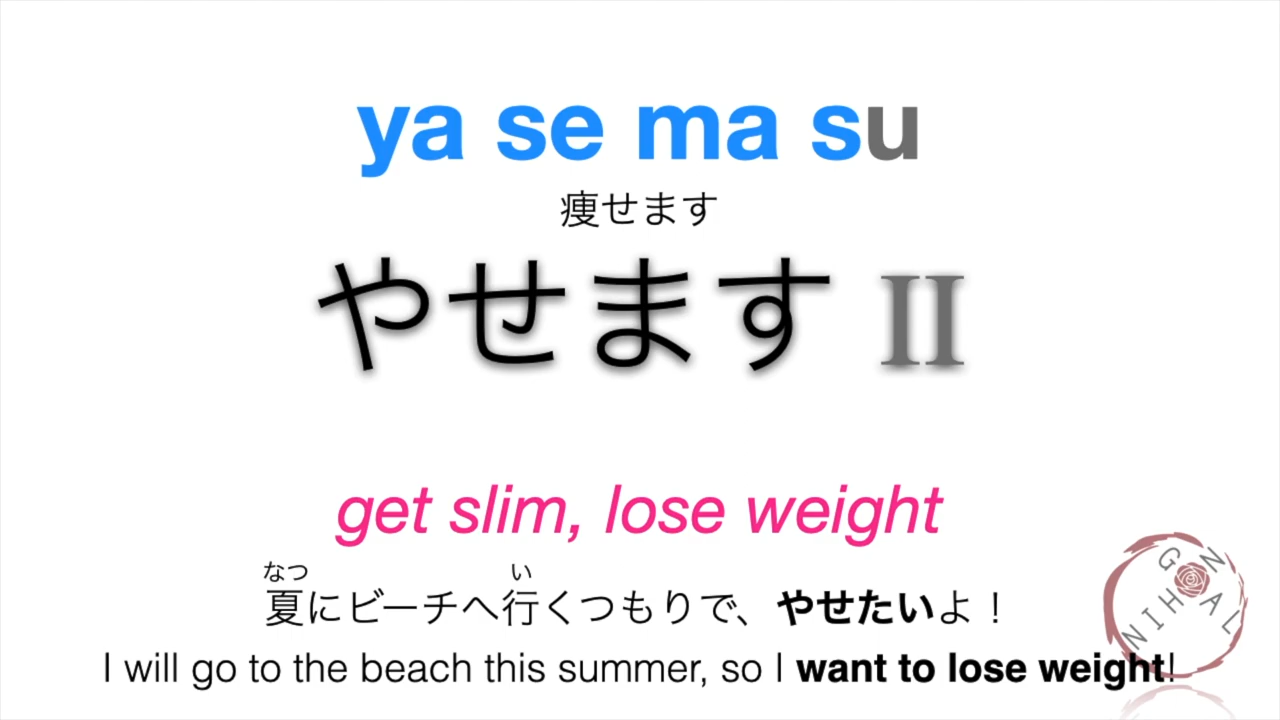 ya se ma su
痩せます
やせます II
get slim, lose weight
なつ い
夏にビーチへ行くつもりで、やせたいよ！
I will go to the beach this summer, so I want to lose weight!
NIHONGAL